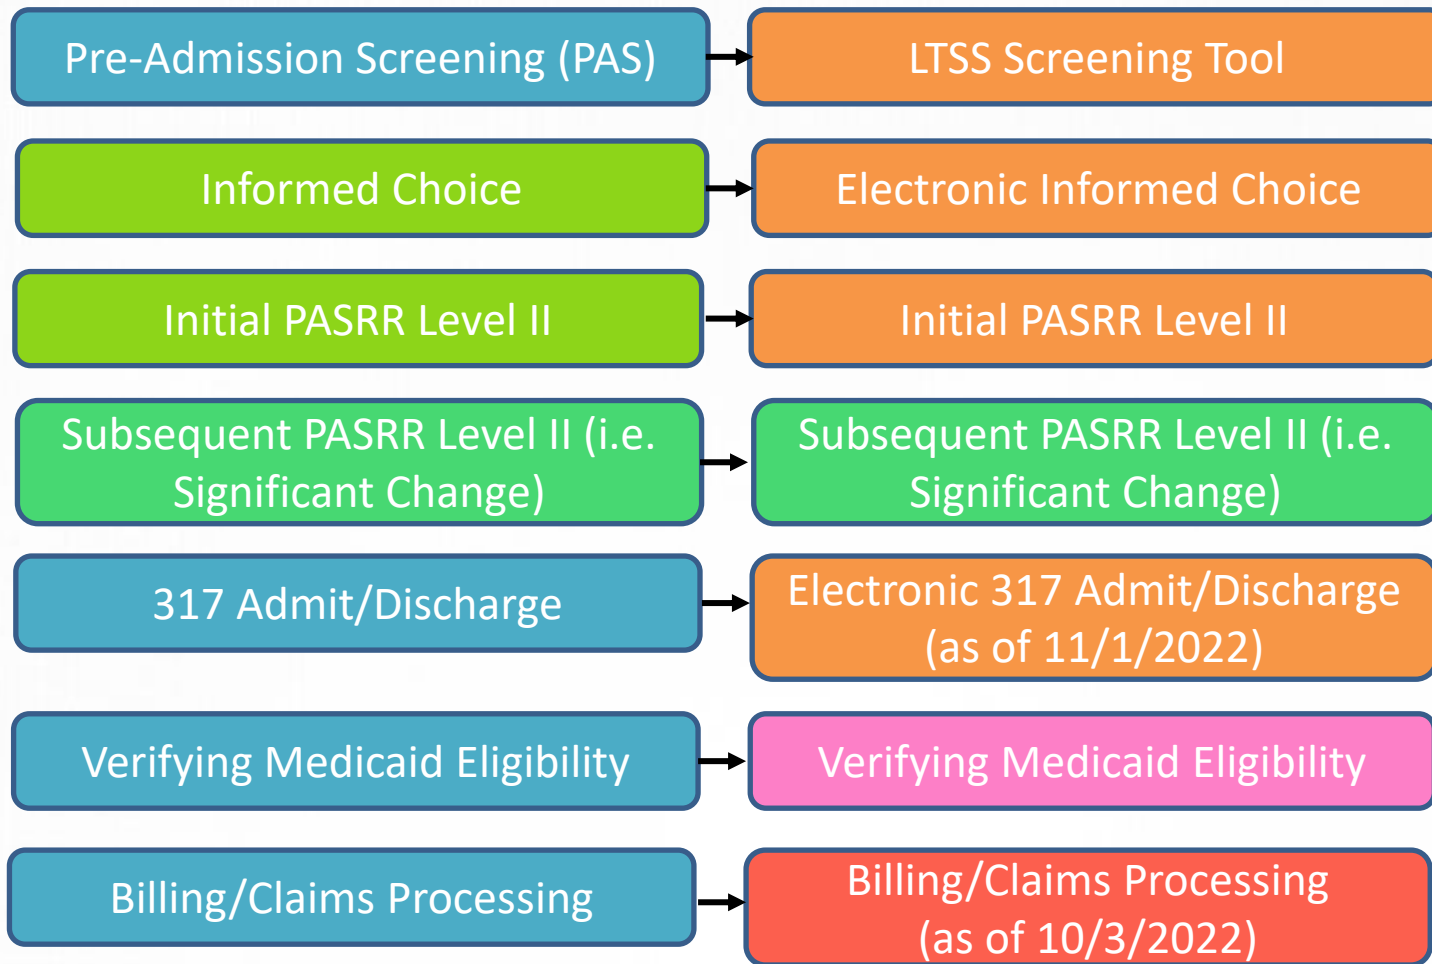 Pre-Admission Screening (PAS)
LTSS Screening Tool
Informed Choice
Electronic Informed Choice
Initial PASRR Level II
Initial PASRR Level II
Subsequent PASRR Level II (i.e.
Significant Change)
Subsequent PASRR Level II (i.e.
Significant Change)
317 Admit/Discharge
Electronic 317 Admit/Discharge
(as of 11/1/2022)
Verifying Medicaid Eligibility
Verifying Medicaid Eligibility
Billing/Claims Processing
Billing/Claims Processing
(as of 10/3/2022)